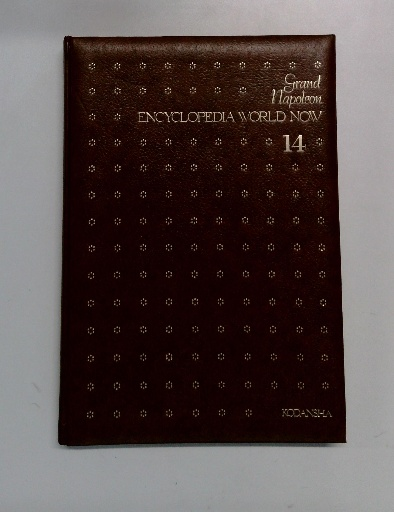 Grand
Napoleon
ENCYCLOPEDIA WORLD NOW
14
KODANSHA